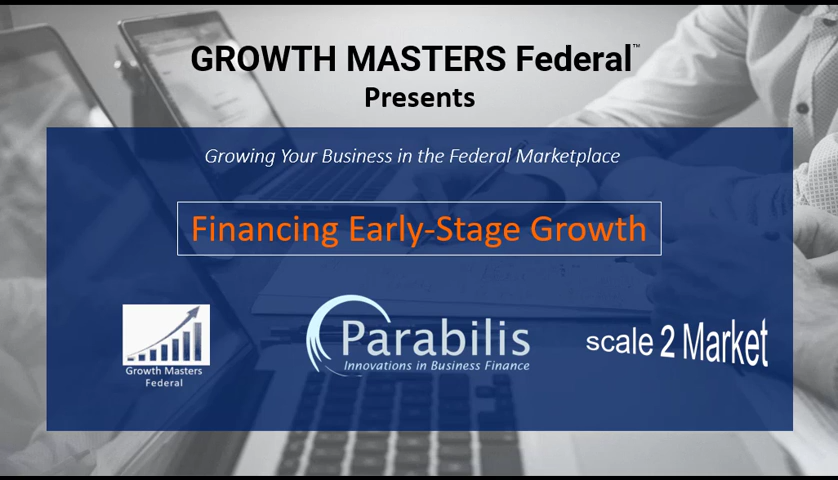 GROWTH MASTERS Federal™
Presents
Growing Your Business in the Federal Marketplace
Financing Early-Stage Growth
Growth Masters
Federal
Parabilis
Innovations in Business Finance
scale 2 Market